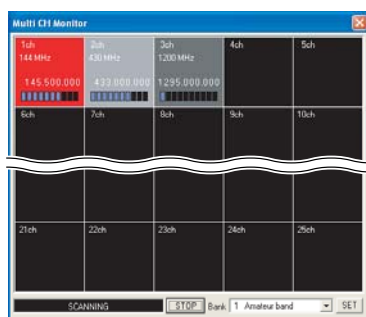 Multi CH Monitor
1ch 2ch 3ch 4ch 5ch
144 MHz 430 MHz 1200 MHz
145.500.000 433.000.000 1295.000.000
6ch 7ch 8ch 9ch 10ch
21ch 22ch 23ch 24ch 25ch
SCANNING STOP Bank 1 Amateur band SET